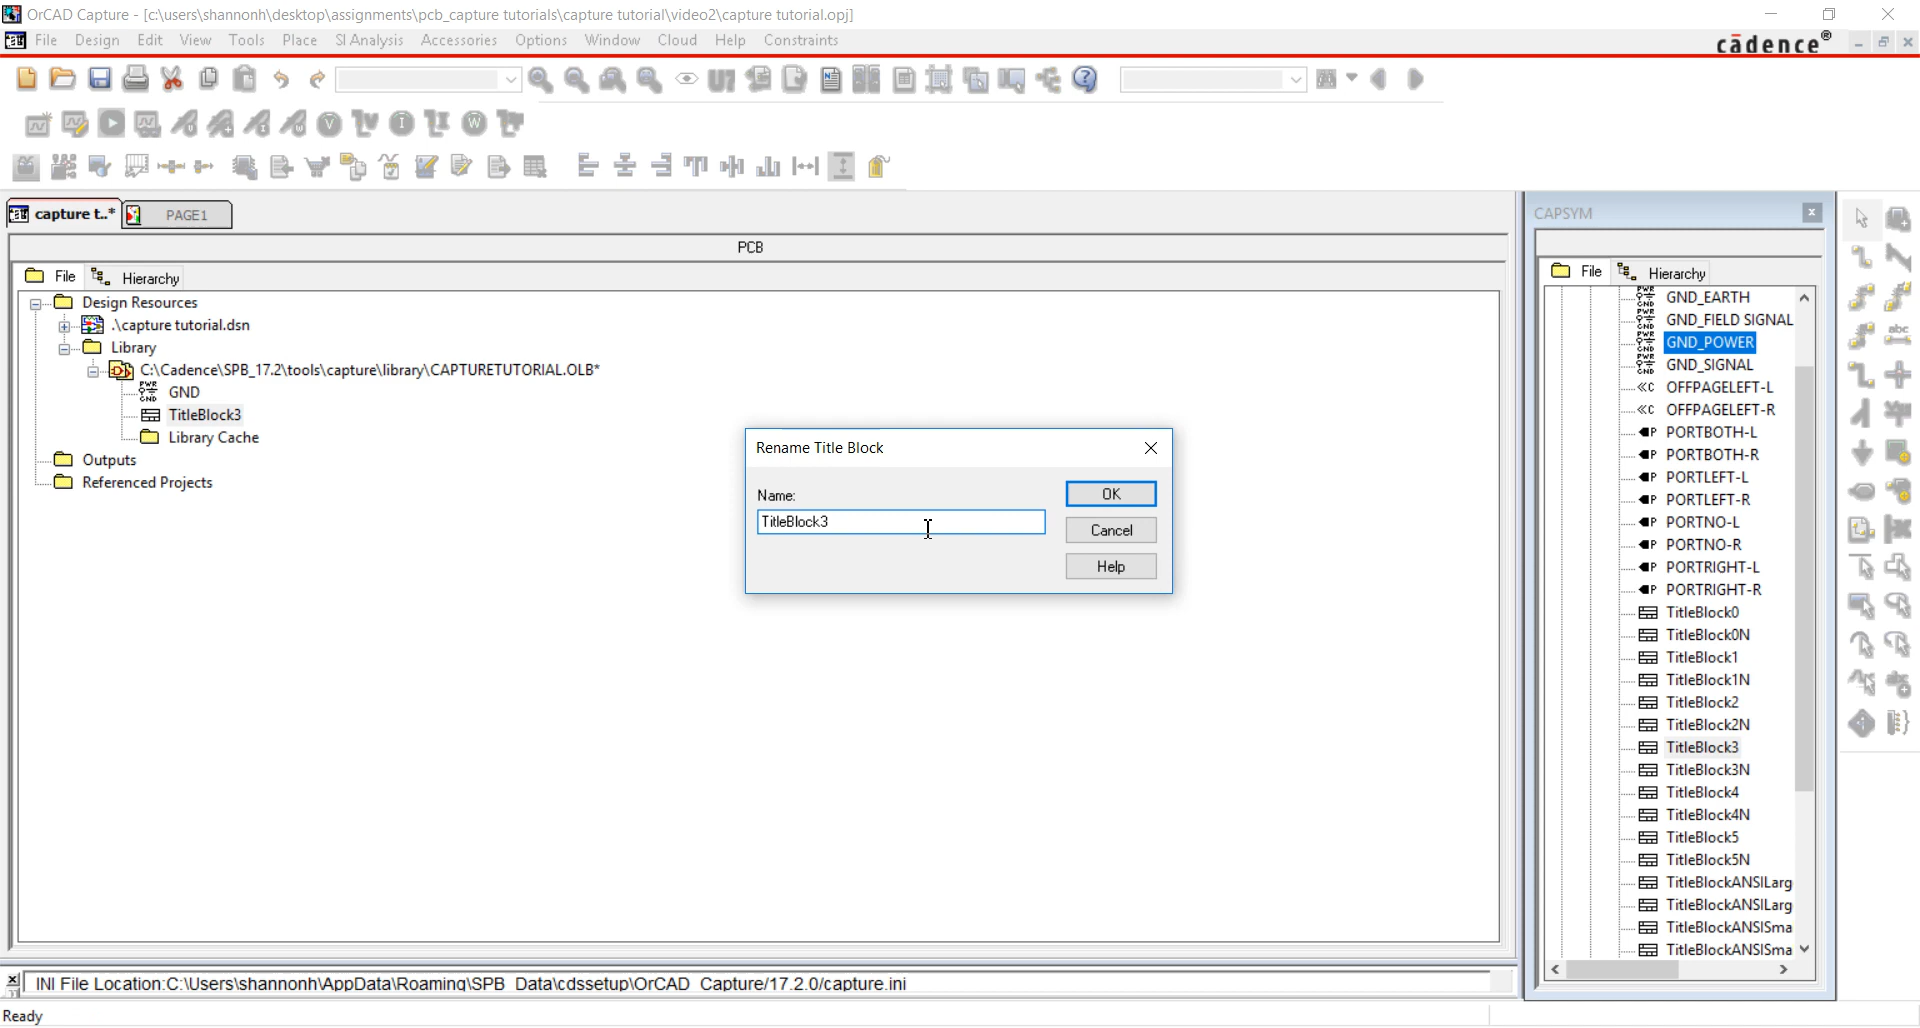 OrCAD Capture - [c:\users\shannonh\desktop\assignments\pcb_capture tutorials\capture tutorial\video2\capture tutorial.opj]
File Design Edit View Tools Place SI Analysis Accessories Options Window Cloud Help Constraints
cādence®
U?
V I W
capture t..* PAGE1
PCB
File Hierarchy
Design Resources
.\capture tutorial.dsn
Library
C:\Cadence\SPB_17.2\tools\capture\library\CAPTURETUTORIAL.OLB*
GND
TitleBlock3
Library Cache
Outputs
Referenced Projects
Rename Title Block
Name:
TitleBlock3
OK
Cancel
Help
CAPSYM
File Hierarchy
GND_EARTH
GND_FIELD SIGNAL
GND_POWER
GND_SIGNAL
OFFPAGELEFT-L
OFFPAGELEFT-R
PORTBOTH-L
PORTBOTH-R
PORTLEFT-L
PORTLEFT-R
PORTNO-L
PORTNO-R
PORTRIGHT-L
PORTRIGHT-R
TitleBlock0
TitleBlock0N
TitleBlock1
TitleBlock1N
TitleBlock2
TitleBlock2N
TitleBlock3
TitleBlock3N
TitleBlock4
TitleBlock4N
TitleBlock5
TitleBlock5N
TitleBlockANSILarg
TitleBlockANSILarg
TitleBlockANSISma
TitleBlockANSISma
INI File Location:C:\Users\shannonh\AppData\Roaming\SPB_Data\cdssetup\OrCAD_Capture/17.2.0/capture.ini
Ready